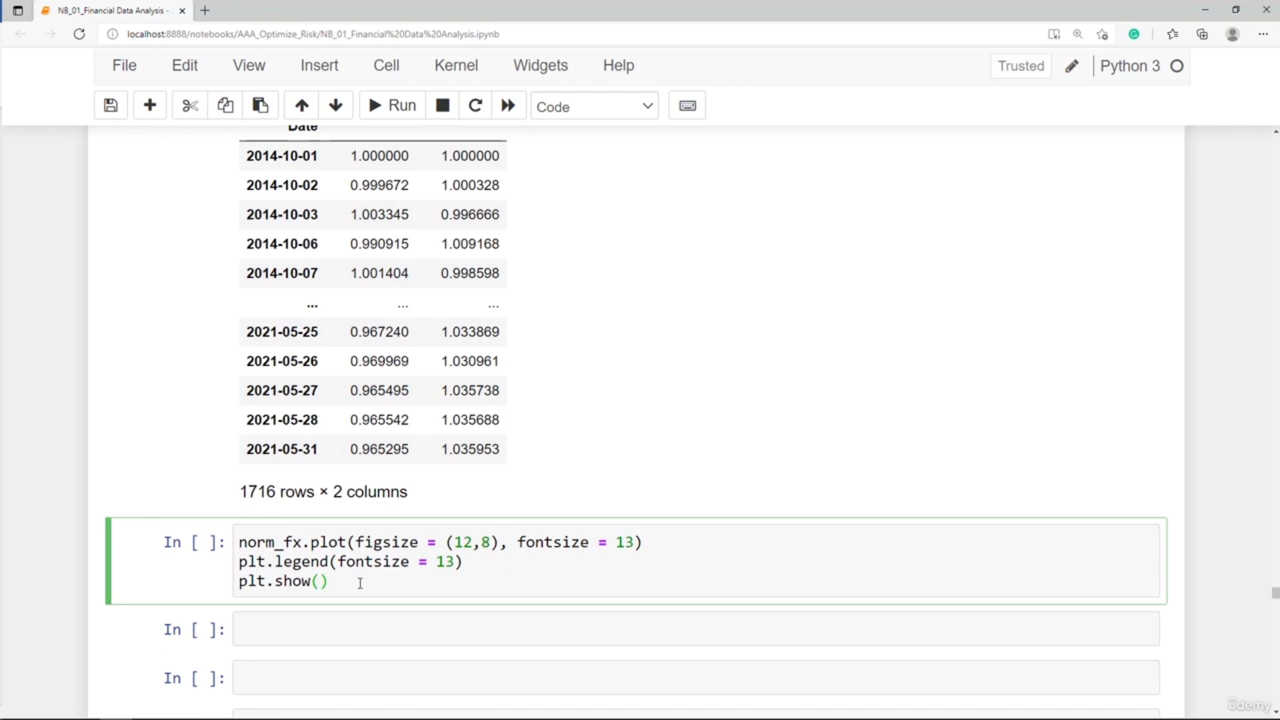 NB_01_Financial Data Analysis -
localhost:8888/notebooks/AAA_Optimize_Risk/NB_01_Financial%20Data%20Analysis.ipynb
File Edit View Insert Cell Kernel Widgets Help Trusted Python 3
Run Code
Date
2014-10-01 1.000000 1.000000
2014-10-02 0.999672 1.000328
2014-10-03 1.003345 0.996666
2014-10-06 0.990915 1.009168
2014-10-07 1.001404 0.998598
... ... ...
2021-05-25 0.967240 1.033869
2021-05-26 0.969969 1.030961
2021-05-27 0.965495 1.035738
2021-05-28 0.965542 1.035688
2021-05-31 0.965295 1.035953
1716 rows × 2 columns
In [ ]: norm_fx.plot(figsize = (12,8), fontsize = 13)
plt.legend(fontsize = 13)
plt.show()
In [ ]:
In [ ]:
ûdemy